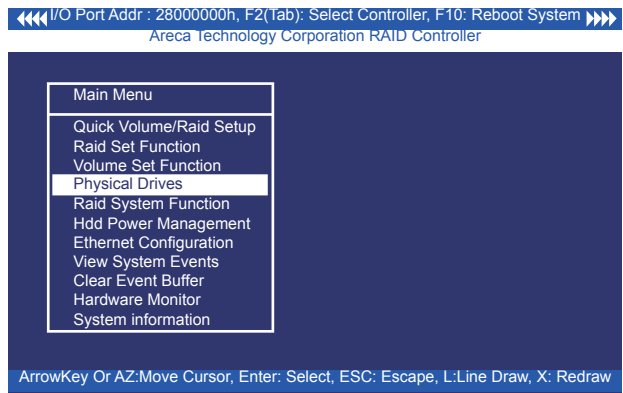 I/O Port Addr : 28000000h, F2(Tab): Select Controller, F10: Reboot System
Areca Technology Corporation RAID Controller
Main Menu
Quick Volume/Raid Setup
Raid Set Function
Volume Set Function
Physical Drives
Raid System Function
Hdd Power Management
Ethernet Configuration
View System Events
Clear Event Buffer
Hardware Monitor
System information
ArrowKey Or AZ:Move Cursor, Enter: Select, ESC: Escape, L:Line Draw, X: Redraw